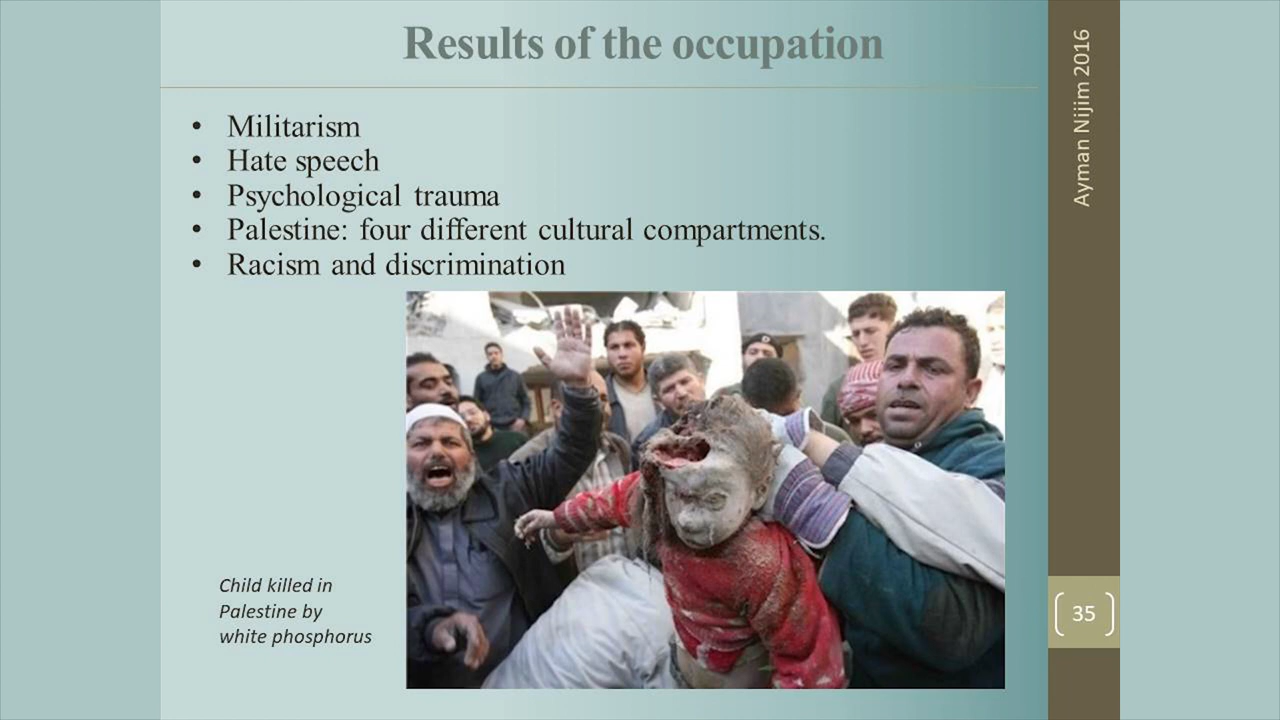 Results of the occupation
• Militarism
• Hate speech
• Psychological trauma
• Palestine: four different cultural compartments.
• Racism and discrimination
Child killed in
Palestine by
white phosphorus
Ayman Nijim 2016
35